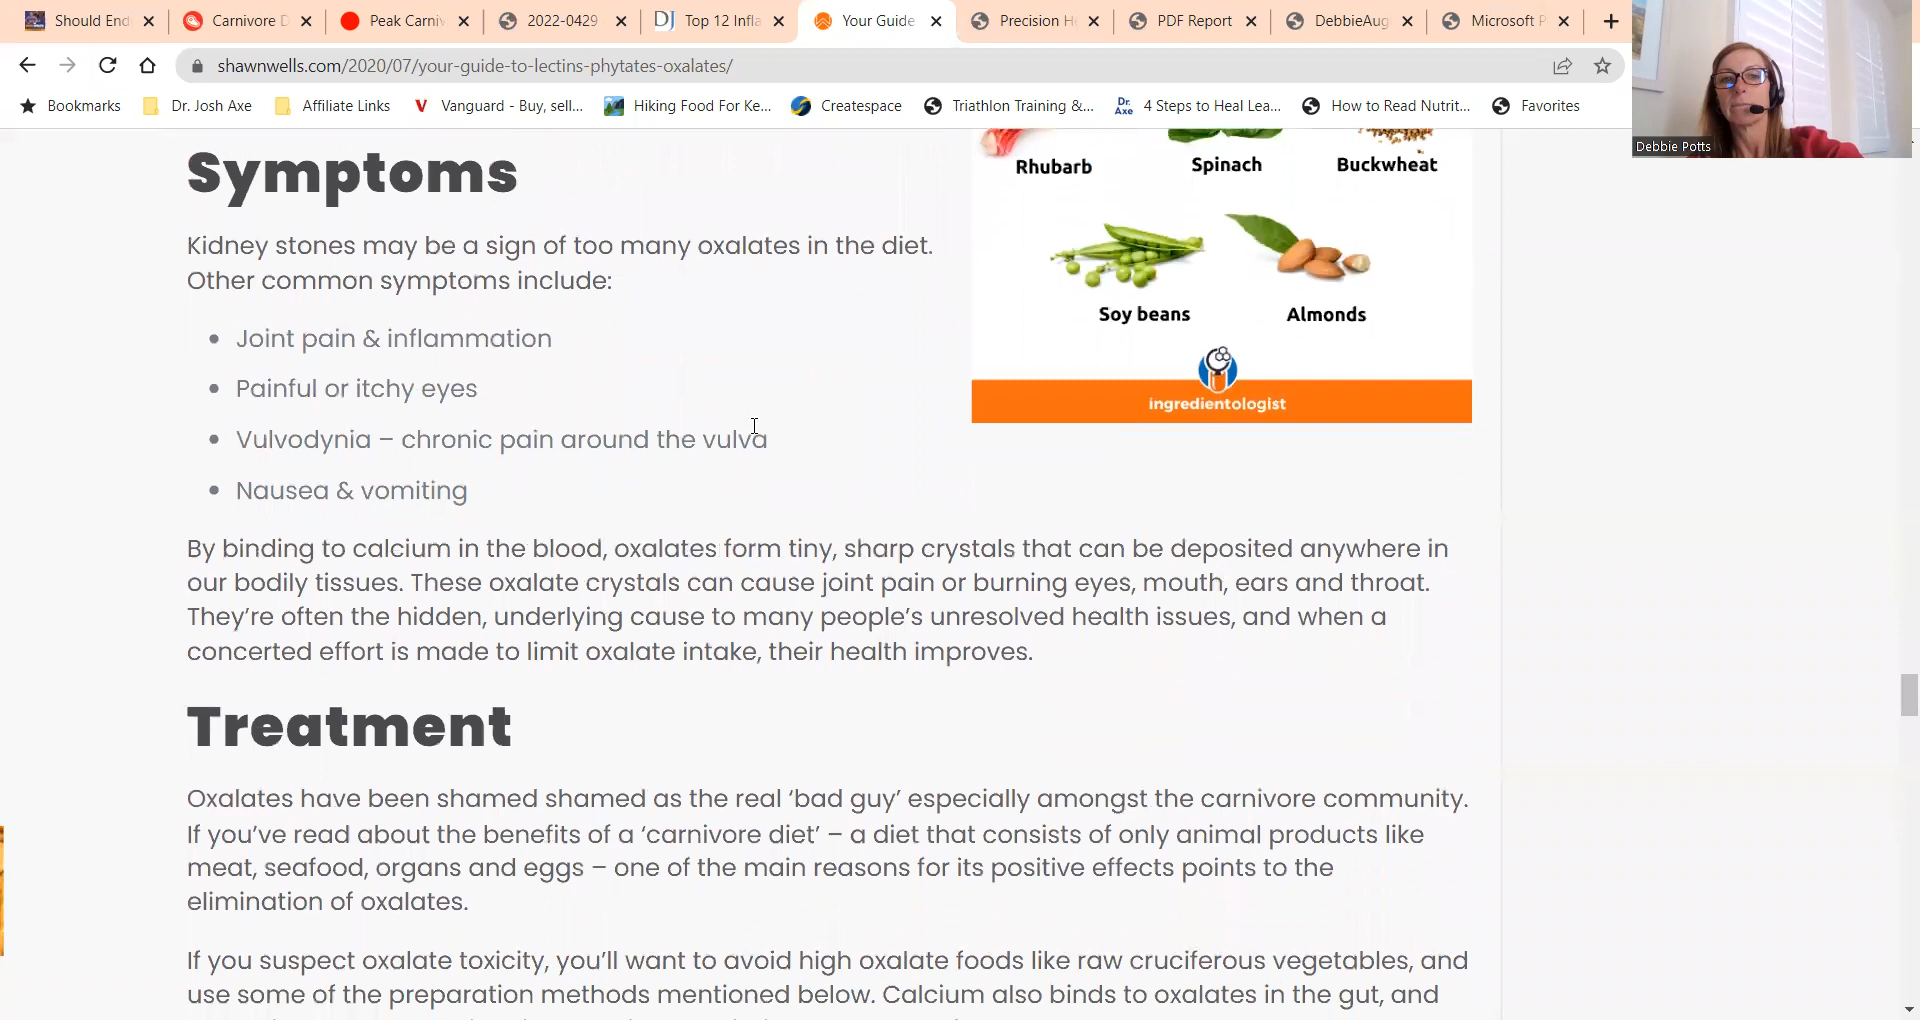 Should End
Carnivore D
Peak Carniv
2022-0429
DJ
Top 12 Infla
Your Guide
Precision H
PDF Report
DebbieAug
Microsoft P
shawnwells.com/2020/07/your-guide-to-lectins-phytates-oxalates/
Bookmarks
Dr. Josh Axe
Affiliate Links
V
Vanguard - Buy, sell...
Hiking Food For Ke...
Createspace
Triathlon Training &...
Dr.
Axe
4 Steps to Heal Lea...
How to Read Nutrit...
Favorites
Debbie Potts
Symptoms
Kidney stones may be a sign of too many oxalates in the diet.
Other common symptoms include:
• Joint pain & inflammation
• Painful or itchy eyes
• Vulvodynia – chronic pain around the vulva
• Nausea & vomiting
Rhubarb
Spinach
Buckwheat
Soy beans
Almonds
ingredientologist
By binding to calcium in the blood, oxalates form tiny, sharp crystals that can be deposited anywhere in
our bodily tissues. These oxalate crystals can cause joint pain or burning eyes, mouth, ears and throat.
They’re often the hidden, underlying cause to many people’s unresolved health issues, and when a
concerted effort is made to limit oxalate intake, their health improves.
Treatment
Oxalates have been shamed shamed as the real ‘bad guy’ especially amongst the carnivore community.
If you’ve read about the benefits of a ‘carnivore diet’ – a diet that consists of only animal products like
meat, seafood, organs and eggs – one of the main reasons for its positive effects points to the
elimination of oxalates.
If you suspect oxalate toxicity, you’ll want to avoid high oxalate foods like raw cruciferous vegetables, and
use some of the preparation methods mentioned below. Calcium also binds to oxalates in the gut, and